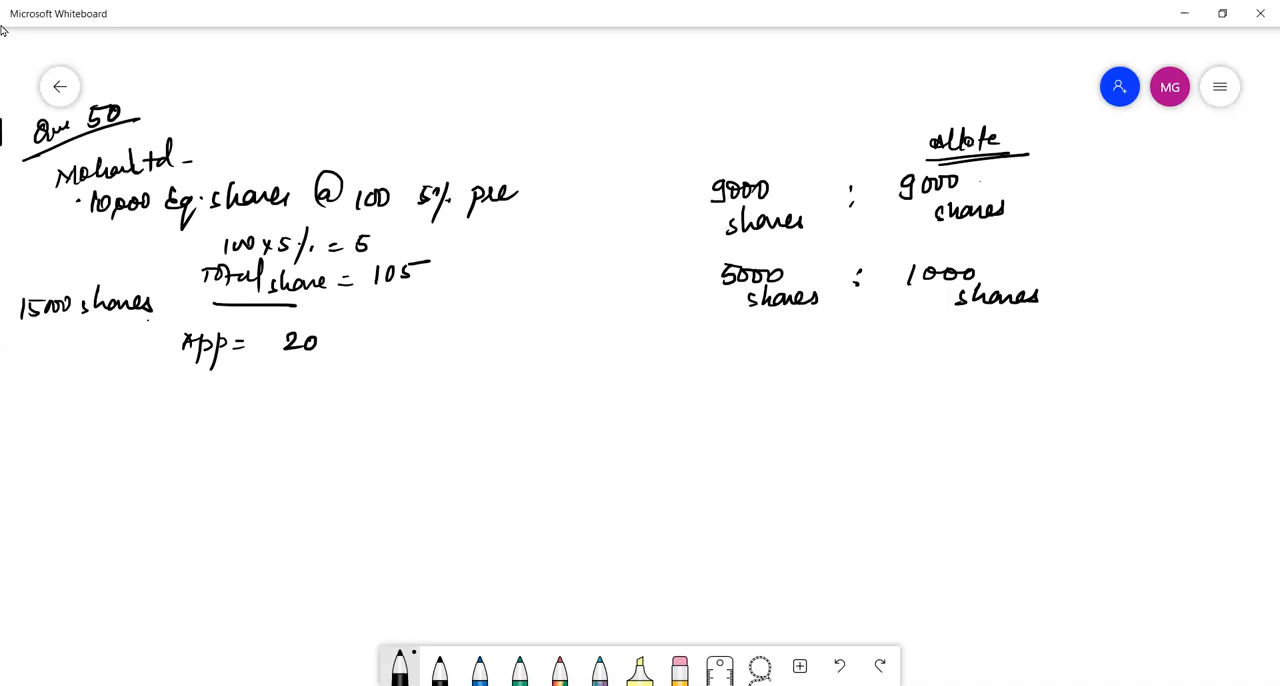 Microsoft Whiteboard
MG
Que 50
Mohan Ltd -
10,000 Eq. shares @ 100 5% pre
100 x 5% = 5
Total share = 105
15000 shares
App = 20
allote
9000 shares : 9000 shares
5000 shares : 1000 shares